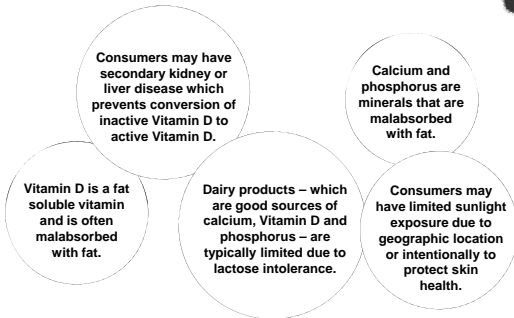 Consumers may have
secondary kidney or
liver disease which
prevents conversion of
inactive Vitamin D to
active Vitamin D.
Calcium and
phosphorus are
minerals that are
malabsorbed
with fat.
Vitamin D is a fat
soluble vitamin
and is often
malabsorbed
with fat.
Dairy products – which
are good sources of
calcium, Vitamin D and
phosphorus – are
typically limited due to
lactose intolerance.
Consumers may
have limited sunlight
exposure due to
geographic location
or intentionally to
protect skin
health.